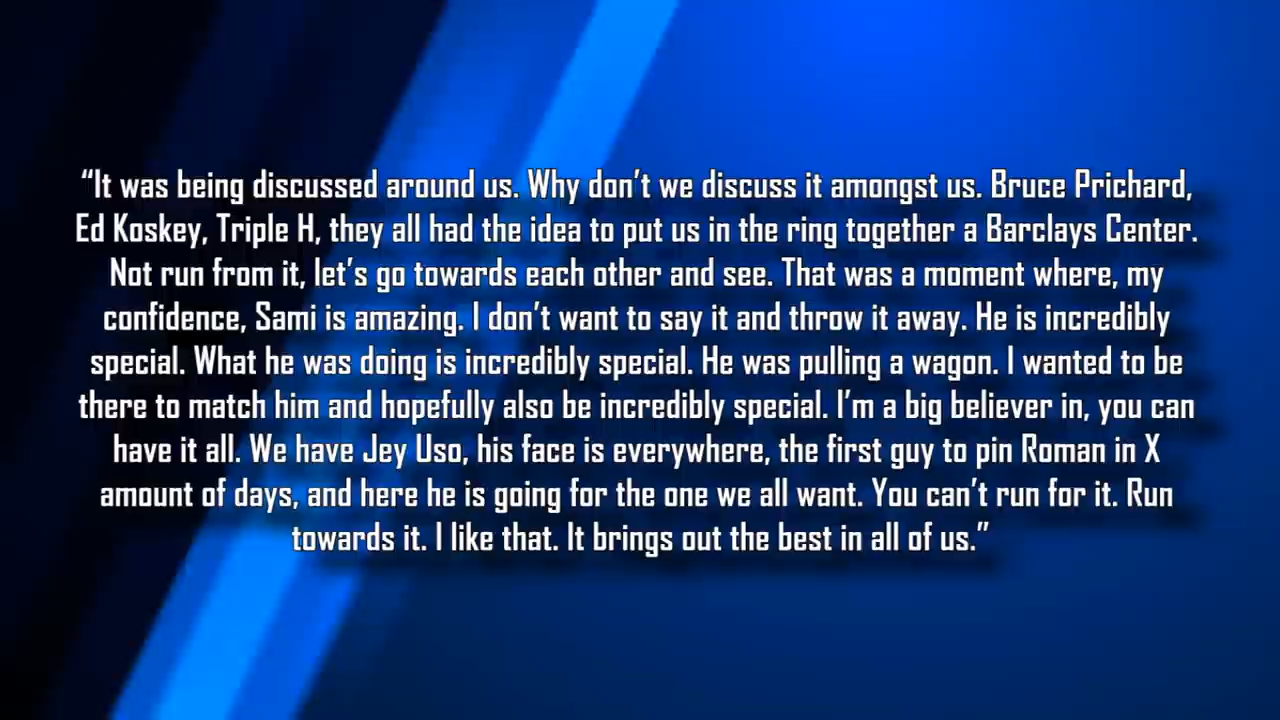 “It was being discussed around us. Why don’t we discuss it amongst us. Bruce Prichard,
Ed Koskey, Triple H, they all had the idea to put us in the ring together a Barclays Center.
Not run from it, let’s go towards each other and see. That was a moment where, my
confidence, Sami is amazing. I don’t want to say it and throw it away. He is incredibly
special. What he was doing is incredibly special. He was pulling a wagon. I wanted to be
there to match him and hopefully also be incredibly special. I’m a big believer in, you can
have it all. We have Jey Uso, his face is everywhere, the first guy to pin Roman in X
amount of days, and here he is going for the one we all want. You can’t run for it. Run
towards it. I like that. It brings out the best in all of us.”